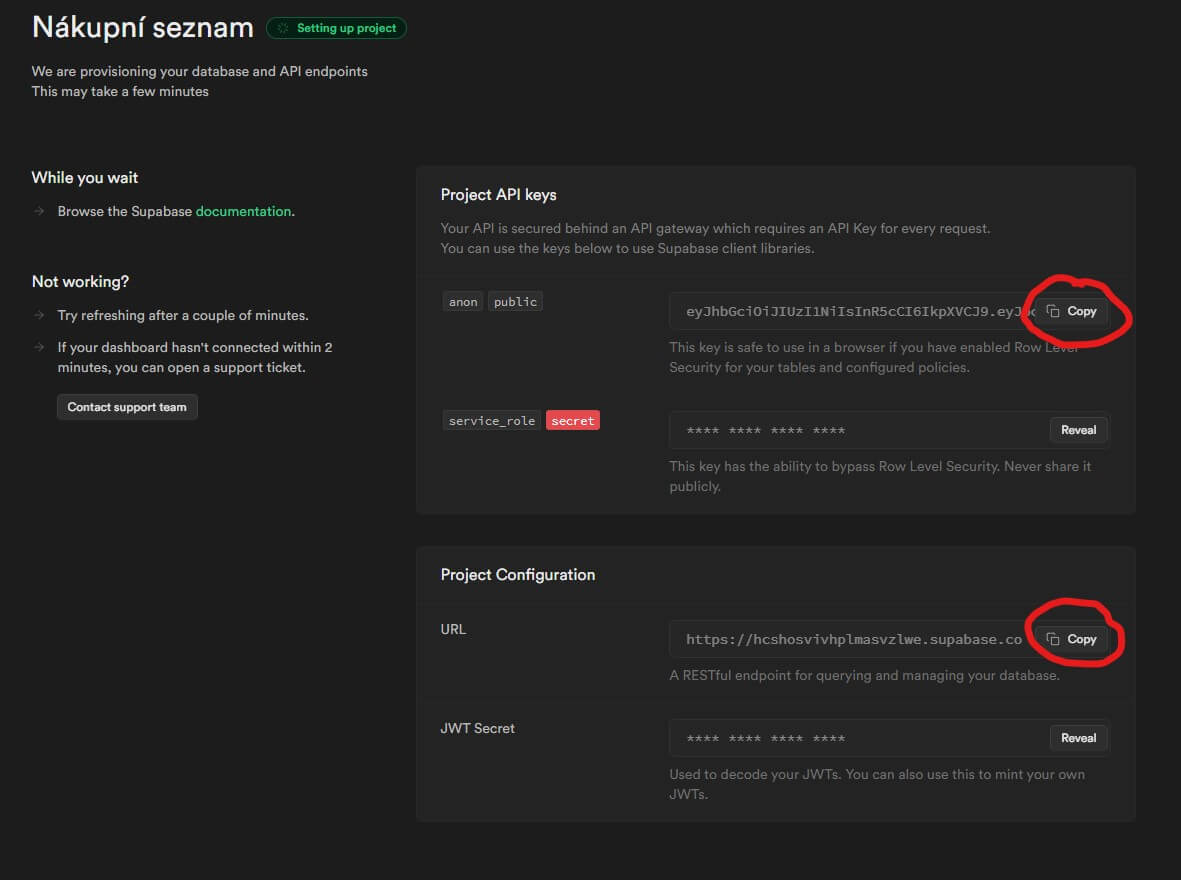 Nákupní seznam
Setting up project
We are provisioning your database and API endpoints
This may take a few minutes
While you wait
Browse the Supabase documentation.
Not working?
Try refreshing after a couple of minutes.
If your dashboard hasn't connected within 2
minutes, you can open a support ticket.
Contact support team
Project API keys
Your API is secured behind an API gateway which requires an API Key for every request.
You can use the keys below to use Supabase client libraries.
anon public
eyJhbGciOiJIUzI1NiIsInR5cCI6IkpXVCJ9.eyJ
Copy
This key is safe to use in a browser if you have enabled Row Level
Security for your tables and configured policies.
service_role secret
**** **** **** ****
Reveal
This key has the ability to bypass Row Level Security. Never share it
publicly.
Project Configuration
URL
https://hcshosvivhplmasvzlwe.supabase.co
Copy
A RESTful endpoint for querying and managing your database.
JWT Secret
**** **** **** ****
Reveal
Used to decode your JWTs. You can also use this to mint your own
JWTs.